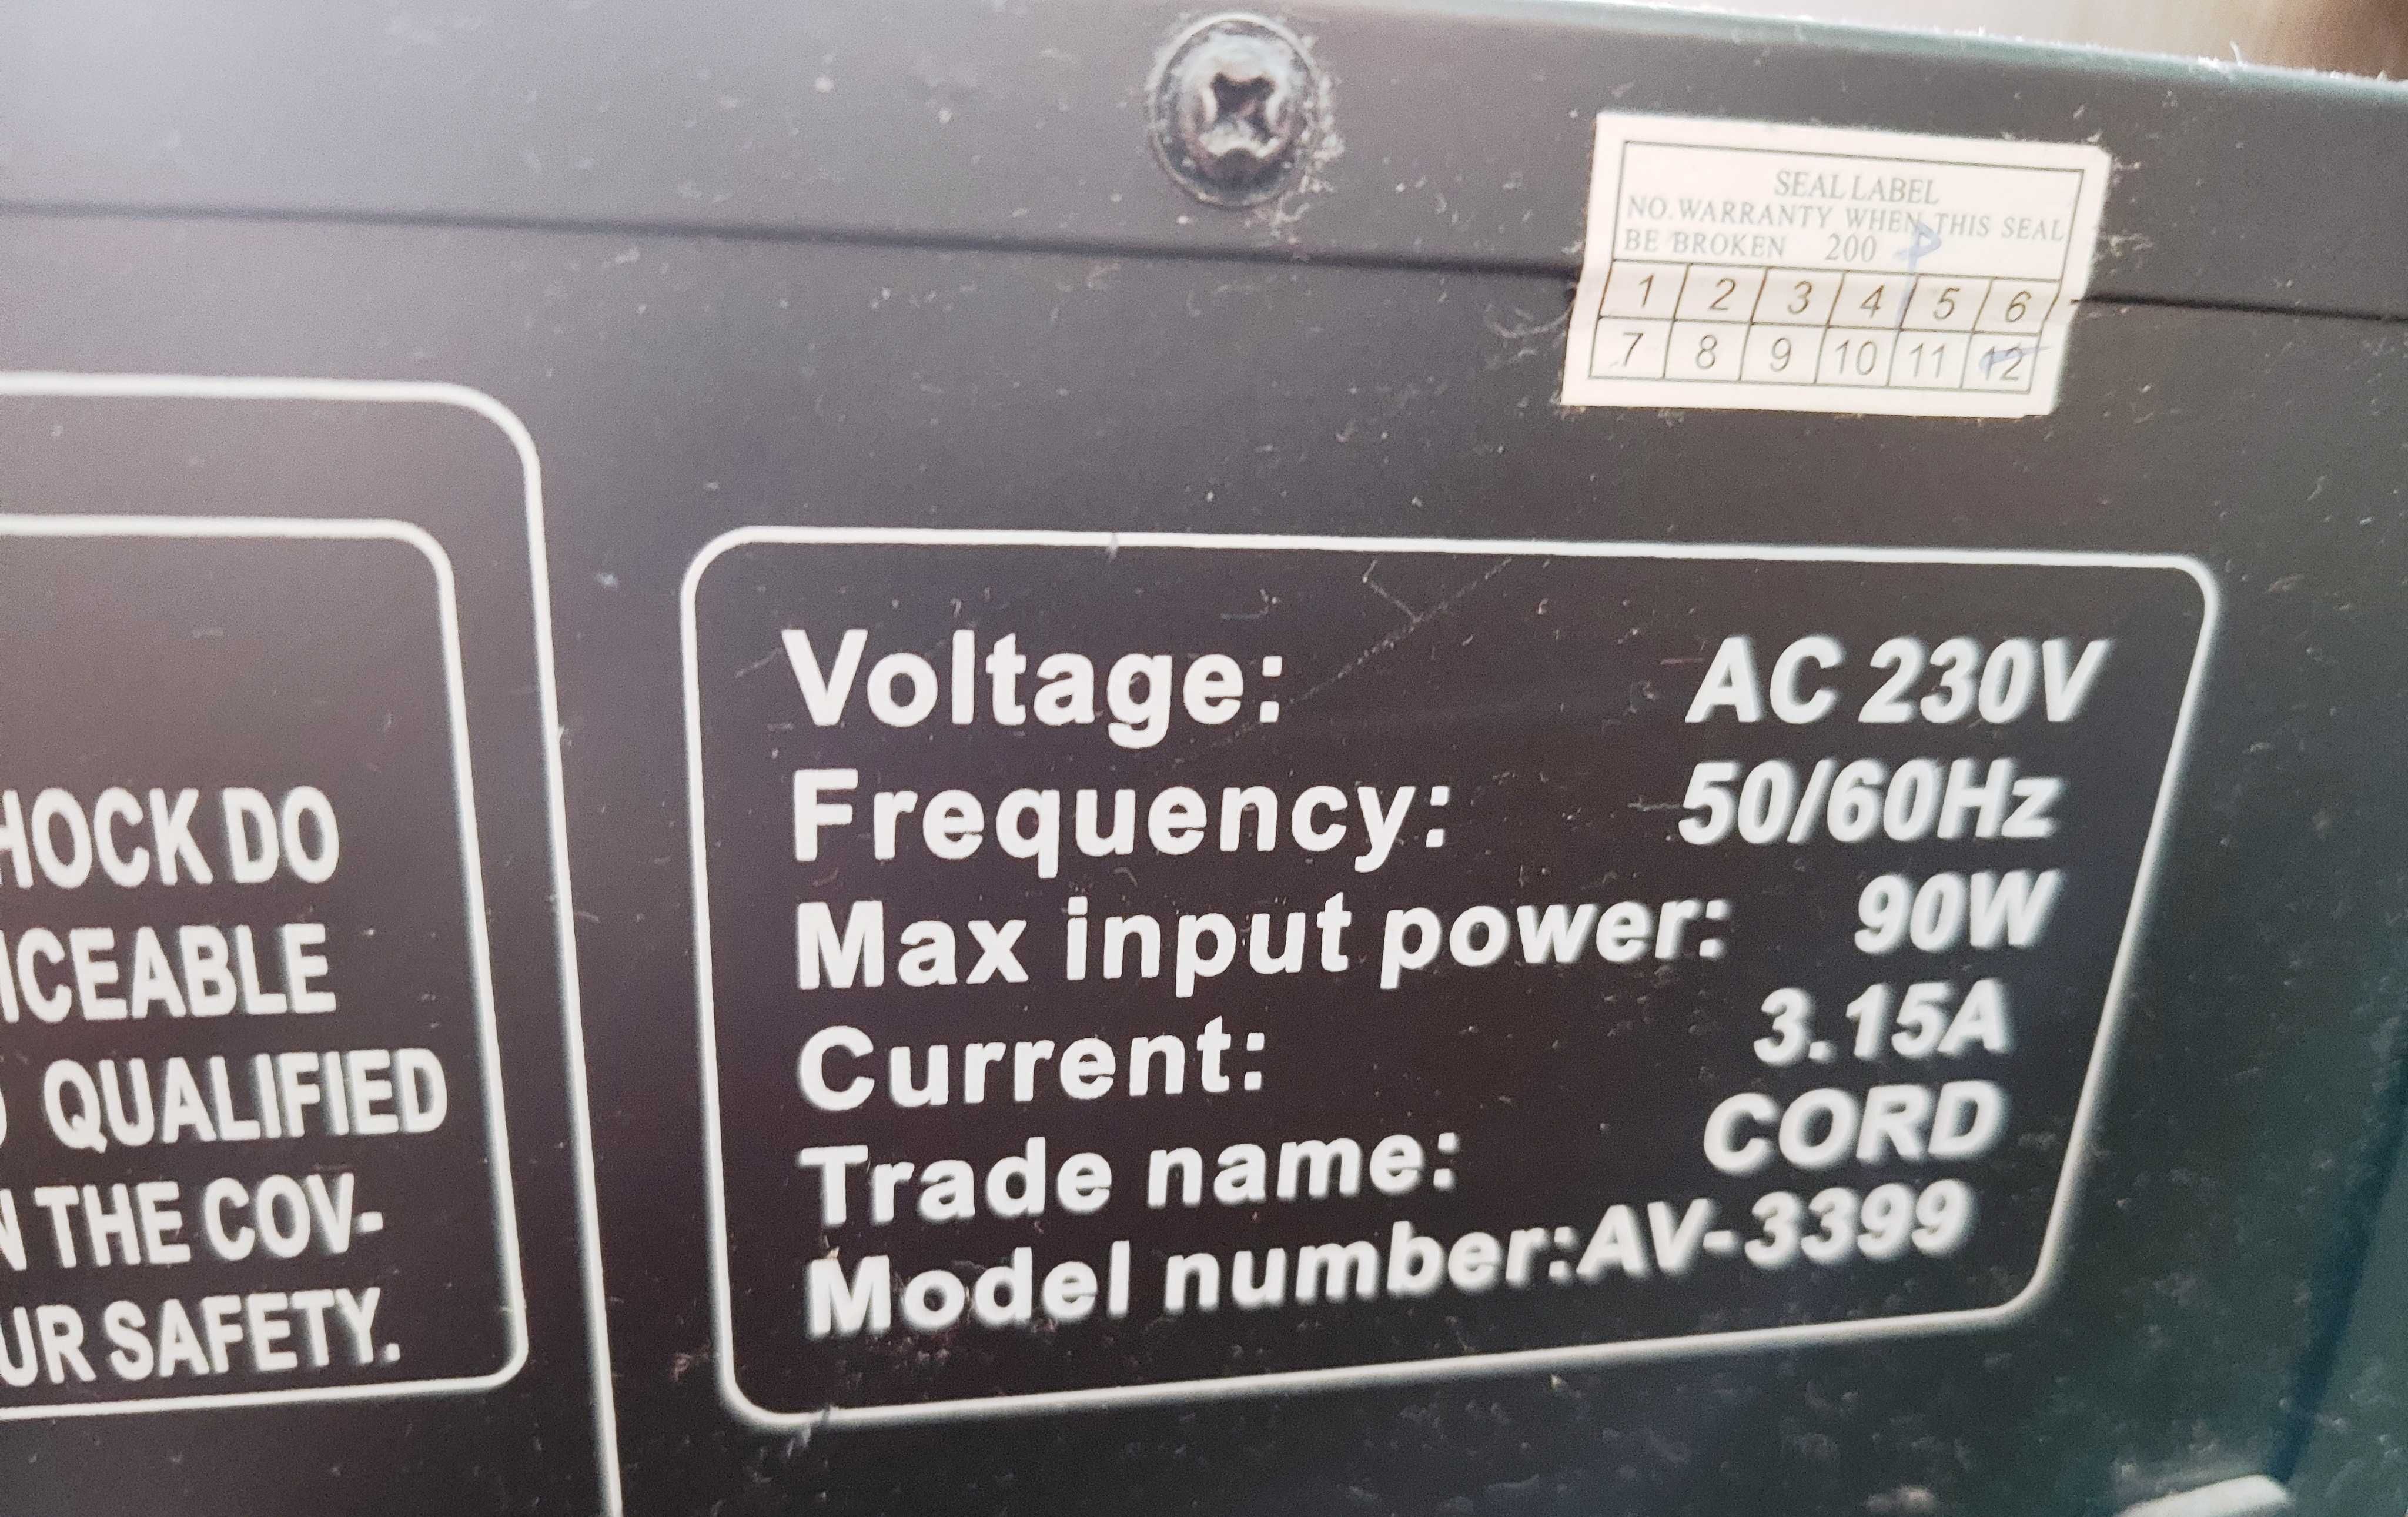 SEAL LABEL
NO.WARRANTY WHEN THIS SEAL
BE BROKEN 200
1 2 3 4 5 6
7 8 9 10 11 12
HOCK DO
ICEABLE
QUALIFIED
N THE COV-
UR SAFETY.
Voltage: AC 230V
Frequency: 50/60Hz
Max input power: 90W
Current: 3.15A
Trade name: CORD
Model number:AV-3399